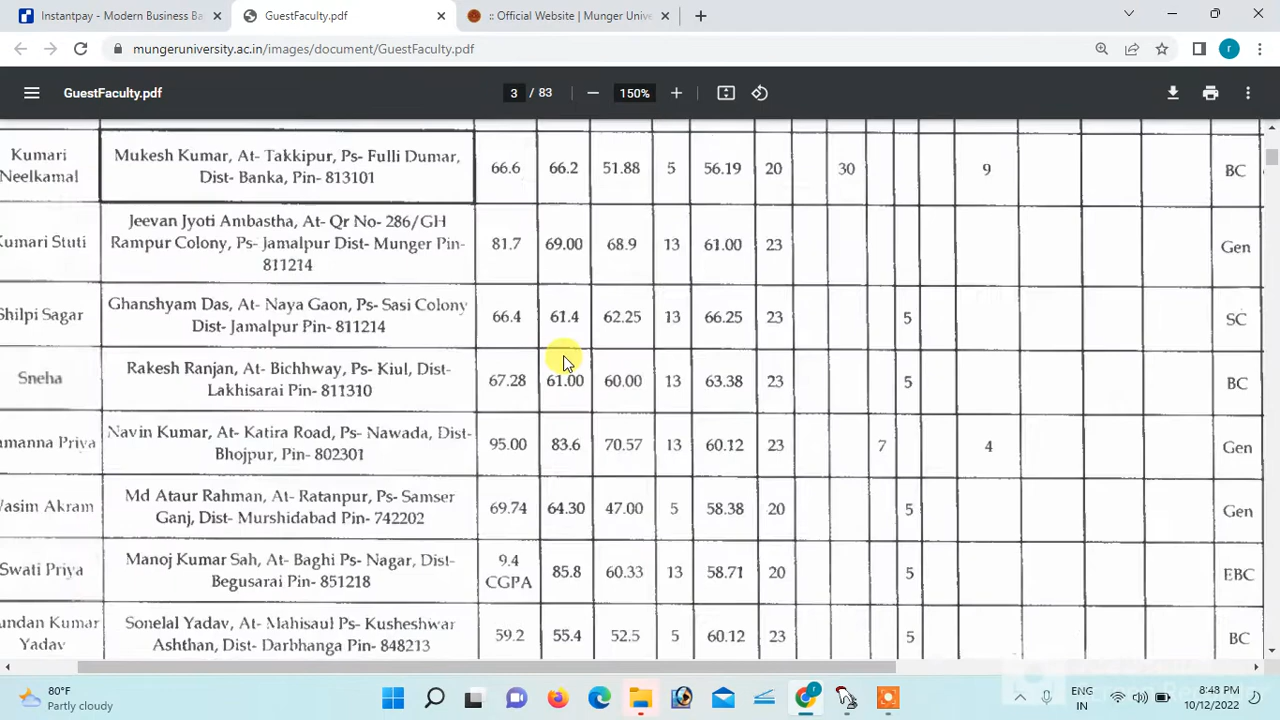 Instantpay - Modern Business Ba
GuestFaculty.pdf
:: Official Website | Munger Unive
mungeruniversity.ac.in/images/document/GuestFaculty.pdf
r
GuestFaculty.pdf
3 / 83
150%
Kumari Neelkamal Mukesh Kumar, At- Takkipur, Ps- Fulli Dumar, 66.6 66.2 51.88 5 56.19 20 30 9 BC
Dist- Banka, Pin- 813101
Kumari Stuti Jeevan Jyoti Ambastha, At- Qr No- 286/GH 81.7 69.00 68.9 13 61.00 23 Gen
Rampur Colony, Ps- Jamalpur Dist- Munger Pin-
811214
Shilpi Sagar Ghanshyam Das, At- Naya Gaon, Ps- Sasi Colony 66.4 61.4 62.25 13 66.25 23 5 SC
Dist- Jamalpur Pin- 811214
Sneha Rakesh Ranjan, At- Bichhway, Ps- Kiul, Dist- 67.28 61.00 60.00 13 63.38 23 5 BC
Lakhisarai Pin- 811310
amanna Priya Navin Kumar, At- Katira Road, Ps- Nawada, Dist- 95.00 83.6 70.57 13 60.12 23 7 4 Gen
Bhojpur, Pin- 802301
Wasim Akram Md Ataur Rahman, At- Ratanpur, Ps- Samser 69.74 64.30 47.00 5 58.38 20 5 Gen
Ganj, Dist- Murshidabad Pin- 742202
Swati Priya Manoj Kumar Sah, At- Baghi Ps- Nagar, Dist- 9.4 CGPA 85.8 60.33 13 58.71 20 5 EBC
Begusarai Pin- 851218
undan Kumar Yadav Sonelal Yadav, At- Mahisaul Ps- Kusheshwar 59.2 55.4 52.5 5 60.12 23 5 BC
Ashthan, Dist- Darbhanga Pin- 848213
80°F
Partly cloudy
r
ENG
IN
8:48 PM
10/12/2022